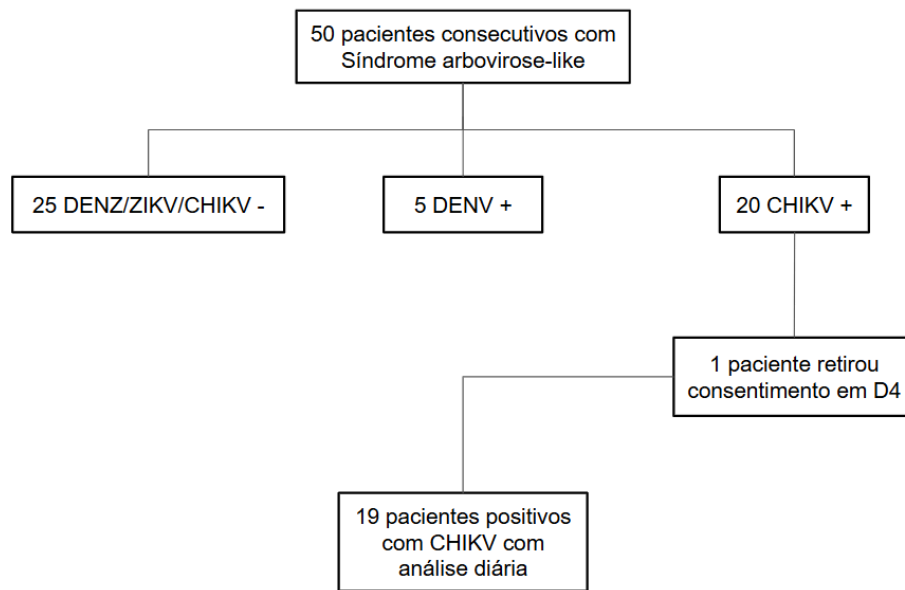 50 pacientes consecutivos com
Síndrome arbovirose-like
25 DENZ/ZIKV/CHIKV -
5 DENV +
20 CHIKV +
1 paciente retirou
consentimento em D4
19 pacientes positivos
com CHIKV com
análise diária